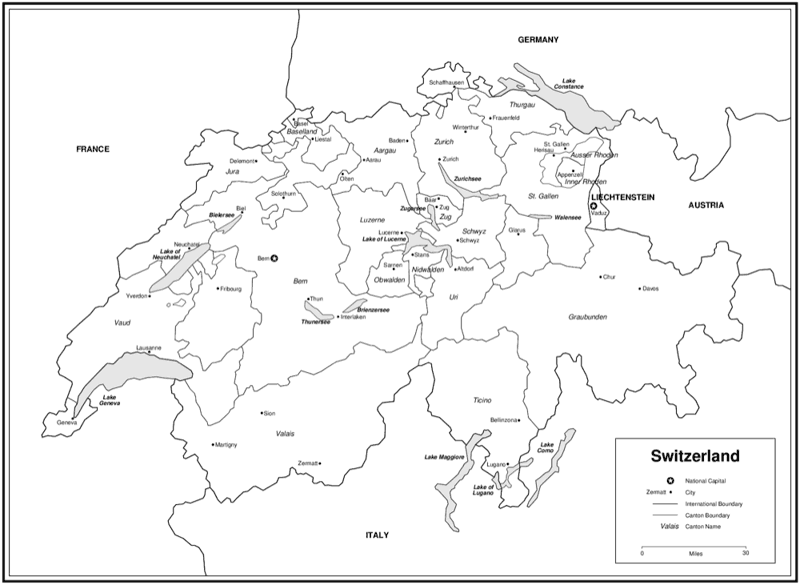 GERMANY
Lake
Constance
Schaffhausen
Thurgau
Basel
Baselland
Liestal
Winterthur
Frauenfeld
FRANCE
Baden
Zurich
Aargau
St. Gallen
Herisau
Ausser Rhoden
Delemont
Aarau
Zurich
Jura
Olten
Zurichsee
Appenzell
Inner Rhoden
Solothurn
Baar
St. Gallen
LIECHTENSTEIN
AUSTRIA
Biel
Bielersee
Zugersee
Zug
Zug
Vaduz
Luzerne
Walensee
Lucerne
Lake of Lucerne
Schwyz
Schwyz
Glarus
Neuchatel
Lake of
Neuchatel
Bern
Stans
Sarnen
Nidwalden
Altdorf
Obwalden
Bern
Chur
Davos
Fribourg
Yverdon
Thun
Uri
Brienzersee
Interlaken
Thunersee
Graubunden
Vaud
Lausanne
Lake
Geneva
Geneva
Ticino
Sion
Bellinzona
Valais
Martigny
Lake Maggiore
Lake
Como
Zermatt
Lugano
Lake of
Lugano
ITALY
Switzerland
National Capital
Zermatt City
International Boundary
Canton Boundary
Valais Canton Name
0 Miles 30